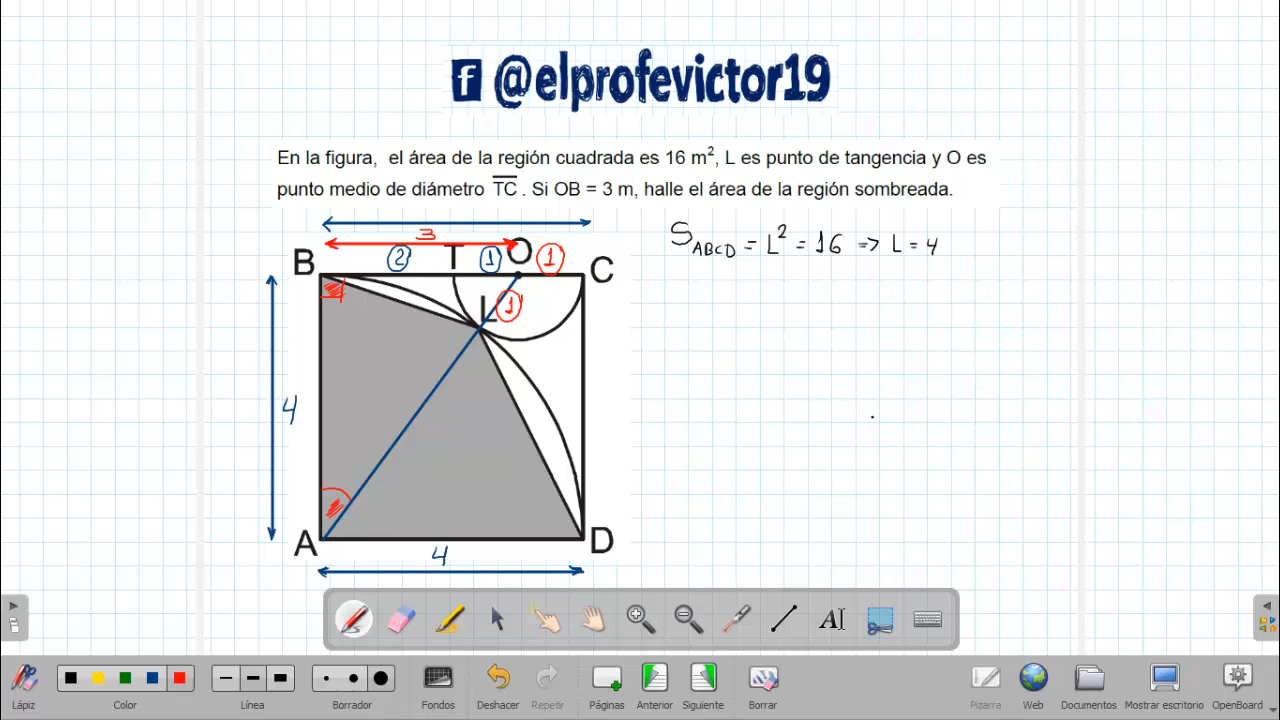 f @elprofevictor19
En la figura, el área de la región cuadrada es 16 m², L es punto de tangencia y O es
punto medio de diámetro TC . Si OB = 3 m, halle el área de la región sombreada.
S ABCD = L² = 16 => L = 4
3
B 2 T 1 O 1 C
L 1
4
A D
4
A
Lápiz Color Línea Borrador Fondos Deshacer Repetir Páginas Anterior Siguiente Borrar Pizarra Web Documentos Mostrar escritorio OpenBoard